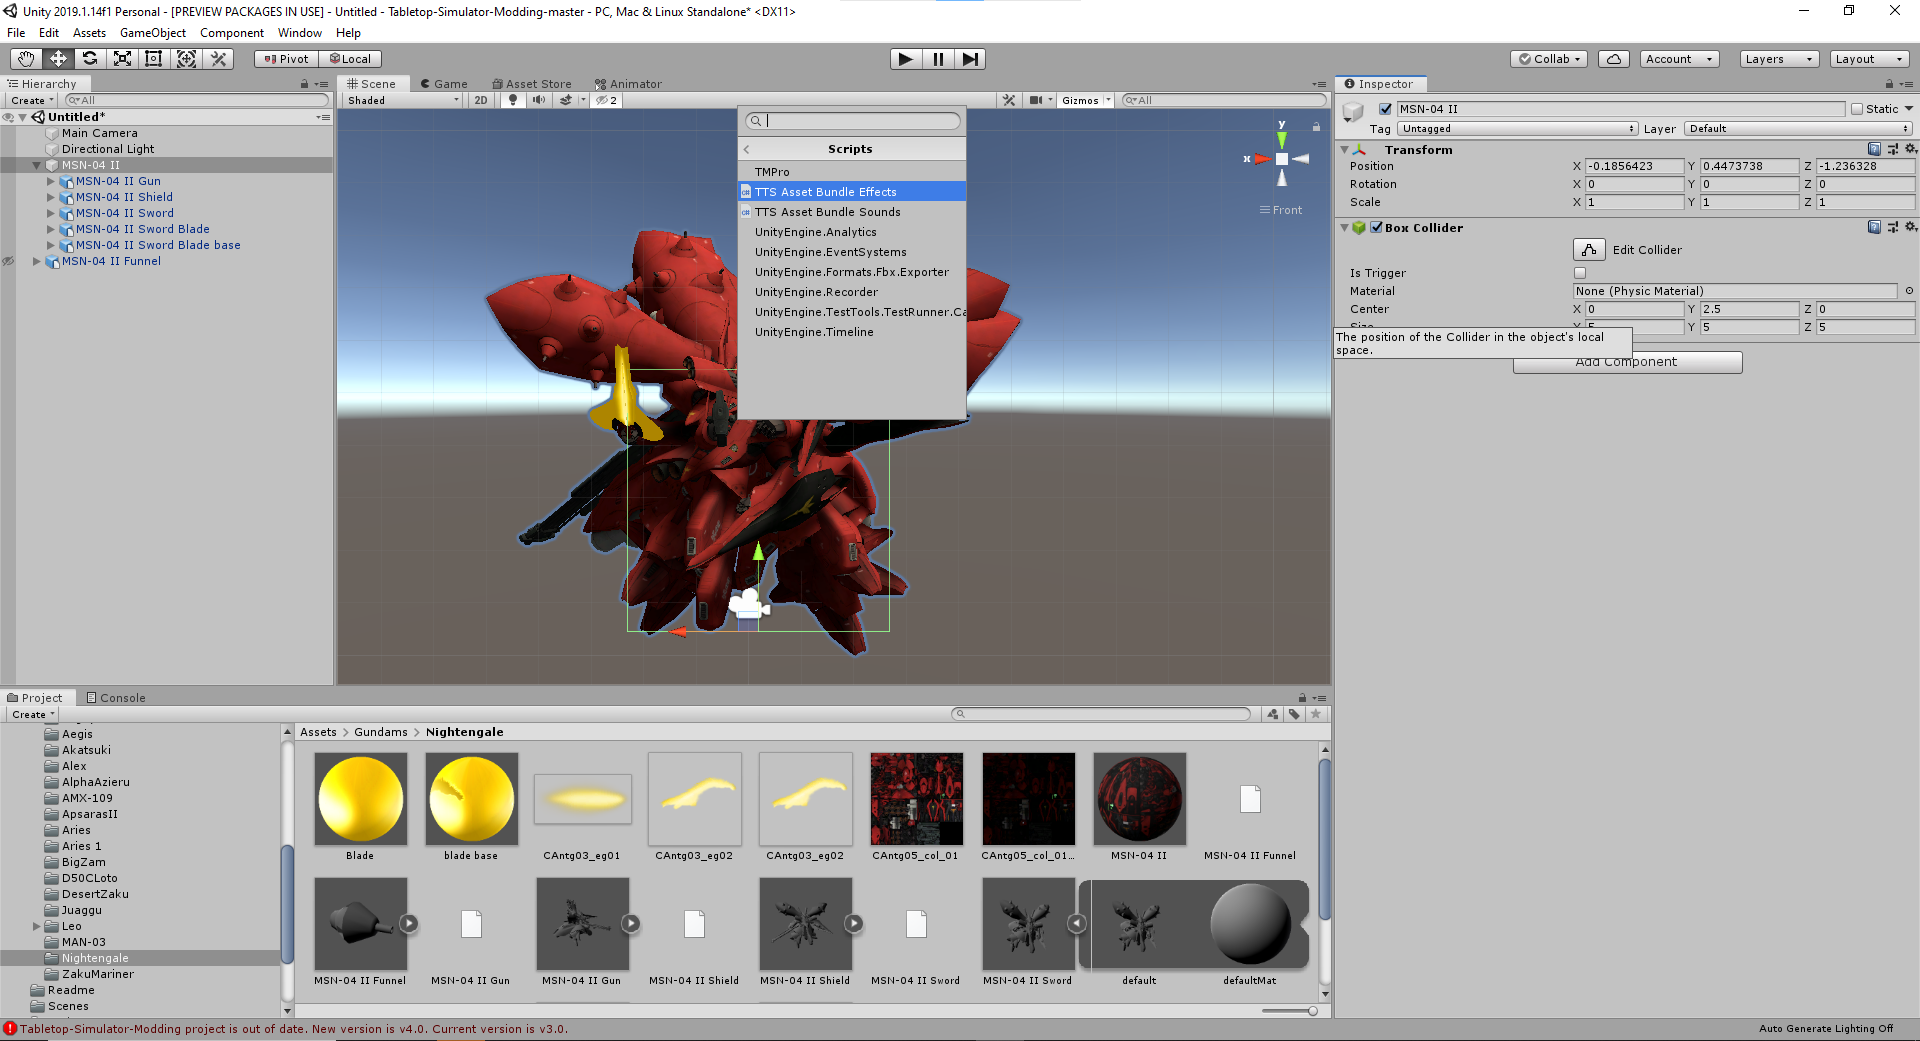 Unity 2019.1.14f1 Personal - [PREVIEW PACKAGES IN USE] - Untitled - Tabletop-Simulator-Modding-master - PC, Mac & Linux Standalone* <DX11>
File Edit Assets GameObject Component Window Help
Pivot Local
Collab Account Layers Layout
Hierarchy
Create All
Untitled*
Main Camera
Directional Light
MSN-04 II
MSN-04 II Gun
MSN-04 II Shield
MSN-04 II Sword
MSN-04 II Sword Blade
MSN-04 II Sword Blade base
MSN-04 II Funnel
Scene Game Asset Store Animator
Shaded 2D 2 Gizmos All
Scripts
TMPro
TTS Asset Bundle Effects
TTS Asset Bundle Sounds
UnityEngine.Analytics
UnityEngine.EventSystems
UnityEngine.Formats.Fbx.Exporter
UnityEngine.Recorder
UnityEngine.TestTools.TestRunner.Ca
UnityEngine.Timeline
y
x
Front
Inspector
MSN-04 II Static
Tag Untagged Layer Default
Transform
Position X -0.1856423 Y 0.4473738 Z -1.236328
Rotation X 0 Y 0 Z 0
Scale X 1 Y 1 Z 1
Box Collider
Edit Collider
Is Trigger
Material None (Physic Material)
Center X 0 Y 2.5 Z 0
Size X 5 Y 5 Z 5
The position of the Collider in the object's local
space.
Add Component
Project Console
Create
Aegis
Akatsuki
Alex
AlphaAzieru
AMX-109
ApsarasII
Aries
Aries 1
BigZam
D50CLoto
DesertZaku
Juaggu
Leo
MAN-03
Nightengale
ZakuMariner
Readme
Scenes
Assets > Gundams > Nightengale
Blade blade base CAntg03_eg01 CAntg03_eg02 CAntg03_eg02 CAntg05_col_01 CAntg05_col_01... MSN-04 II MSN-04 II Funnel
MSN-04 II Funnel MSN-04 II Gun MSN-04 II Gun MSN-04 II Shield MSN-04 II Shield MSN-04 II Sword MSN-04 II Sword default defaultMat
Tabletop-Simulator-Modding project is out of date. New version is v4.0. Current version is v3.0.
Auto Generate Lighting Off